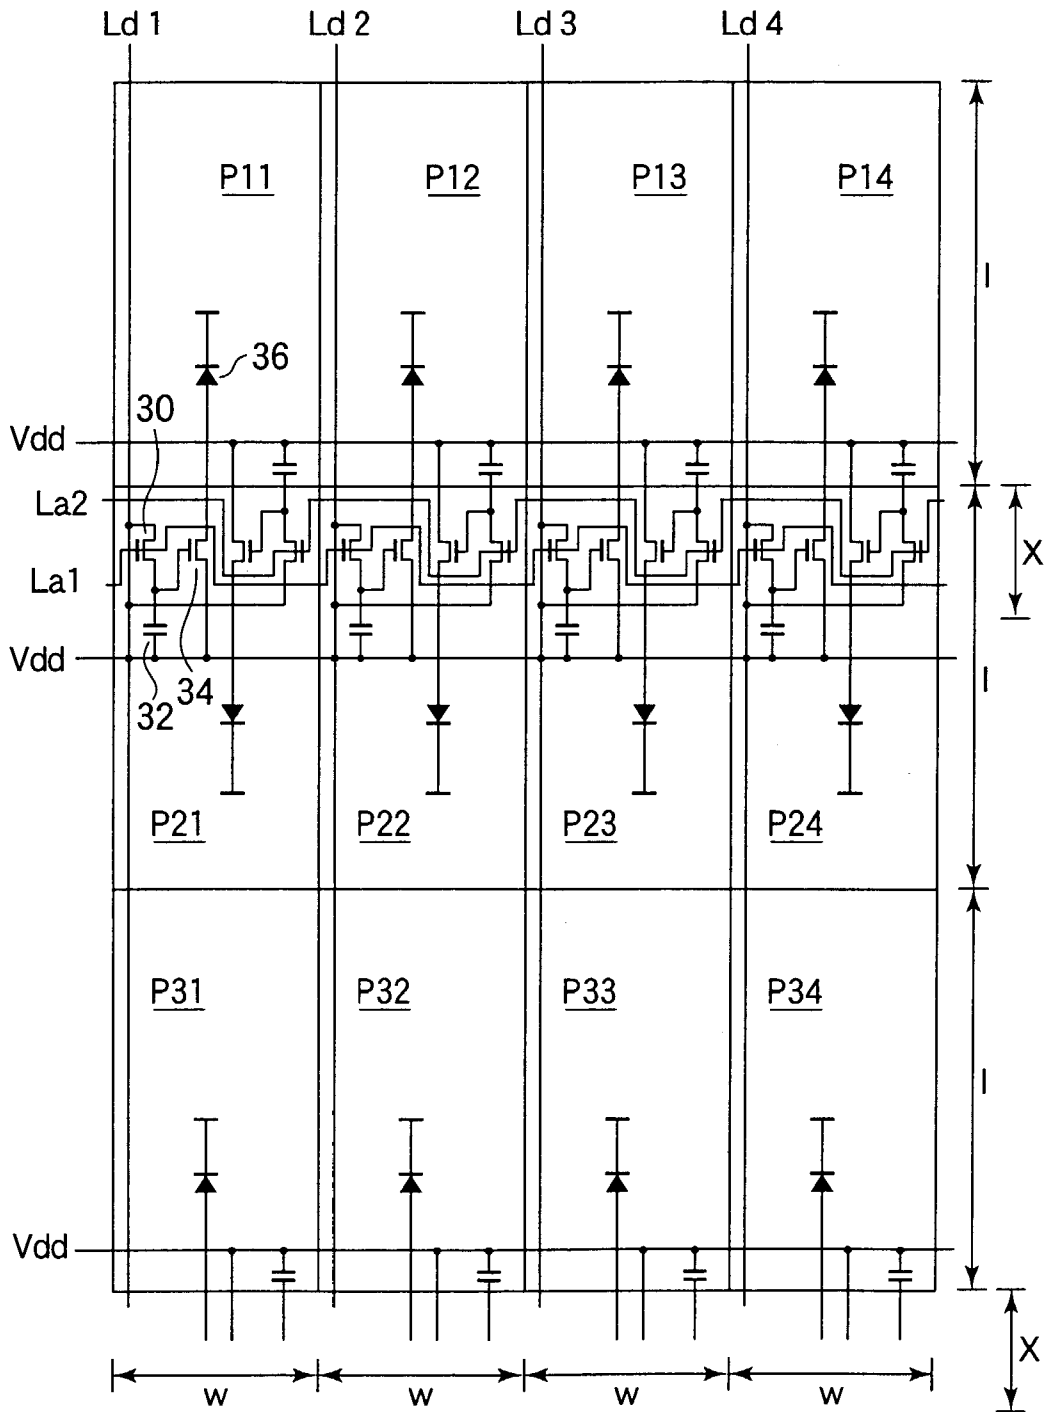 Ld 1 Ld 2 Ld 3 Ld 4
P11 P12 P13 P14
l
36
30
Vdd
La2
X
La1
Vdd
32 34
l
P21 P22 P23 P24
P31 P32 P33 P34
l
Vdd
X
w w w w